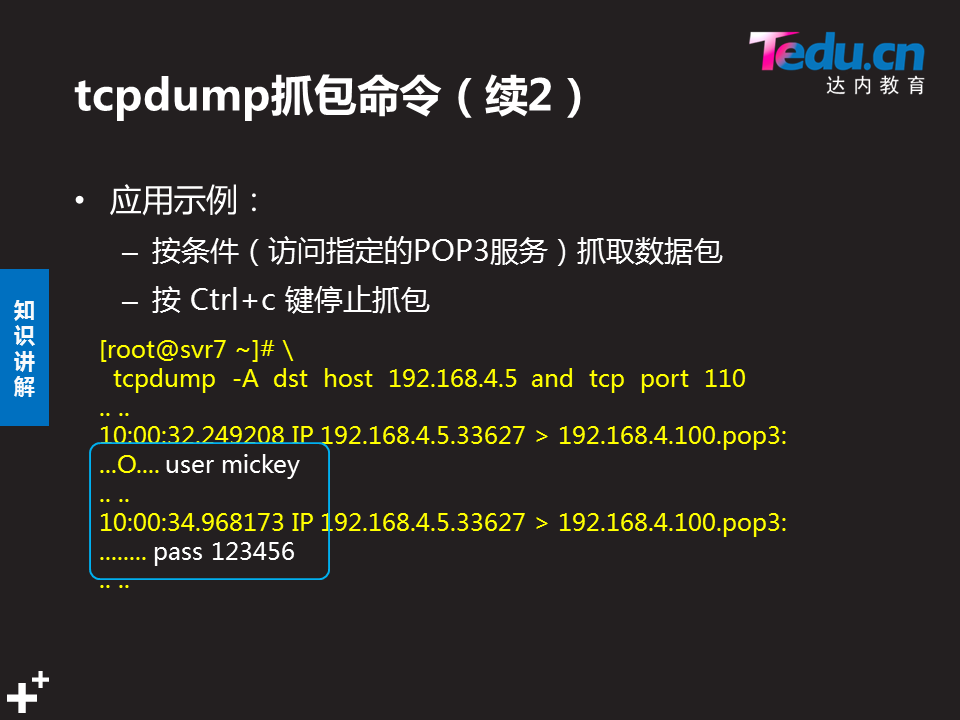 Tedu.cn
达内教育
tcpdump抓包命令（续2）
• 应用示例：
– 按条件（访问指定的POP3服务）抓取数据包
– 按 Ctrl+c 键停止抓包
知识讲解
[root@svr7 ~]# \
tcpdump -A dst host 192.168.4.5 and tcp port 110
.. ..
10:00:32.249208 IP 192.168.4.5.33627 > 192.168.4.100.pop3:
...O.... user mickey
.. ..
10:00:34.968173 IP 192.168.4.5.33627 > 192.168.4.100.pop3:
........ pass 123456
.. ..